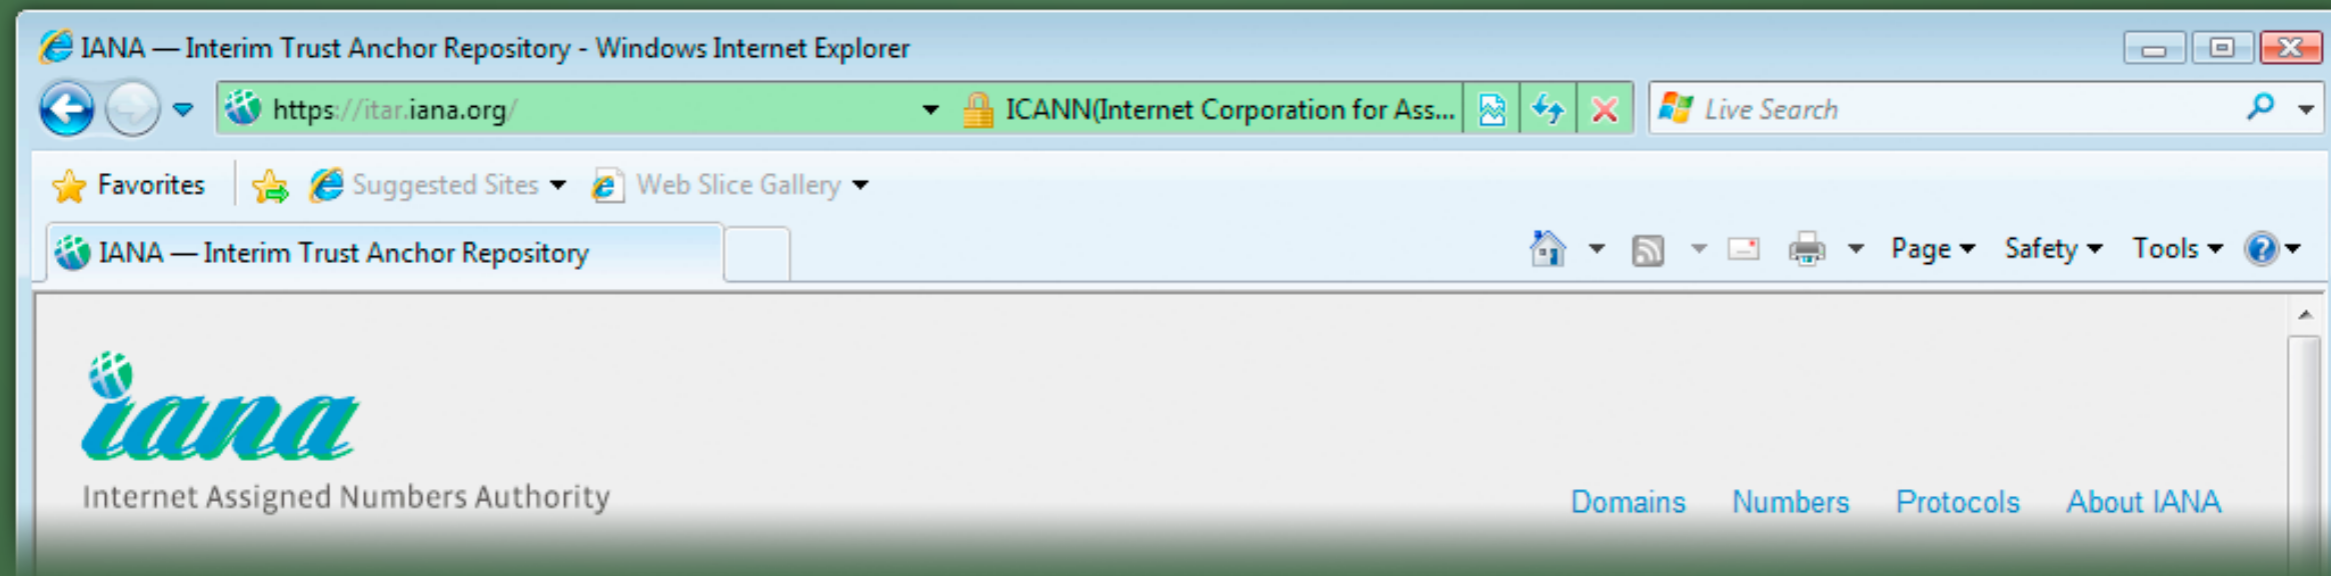 IANA — Interim Trust Anchor Repository - Windows Internet Explorer
https://itar.iana.org/ ICANN(Internet Corporation for Ass... Live Search
Favorites Suggested Sites Web Slice Gallery
IANA — Interim Trust Anchor Repository Page Safety Tools
iana
Internet Assigned Numbers Authority
Domains Numbers Protocols About IANA